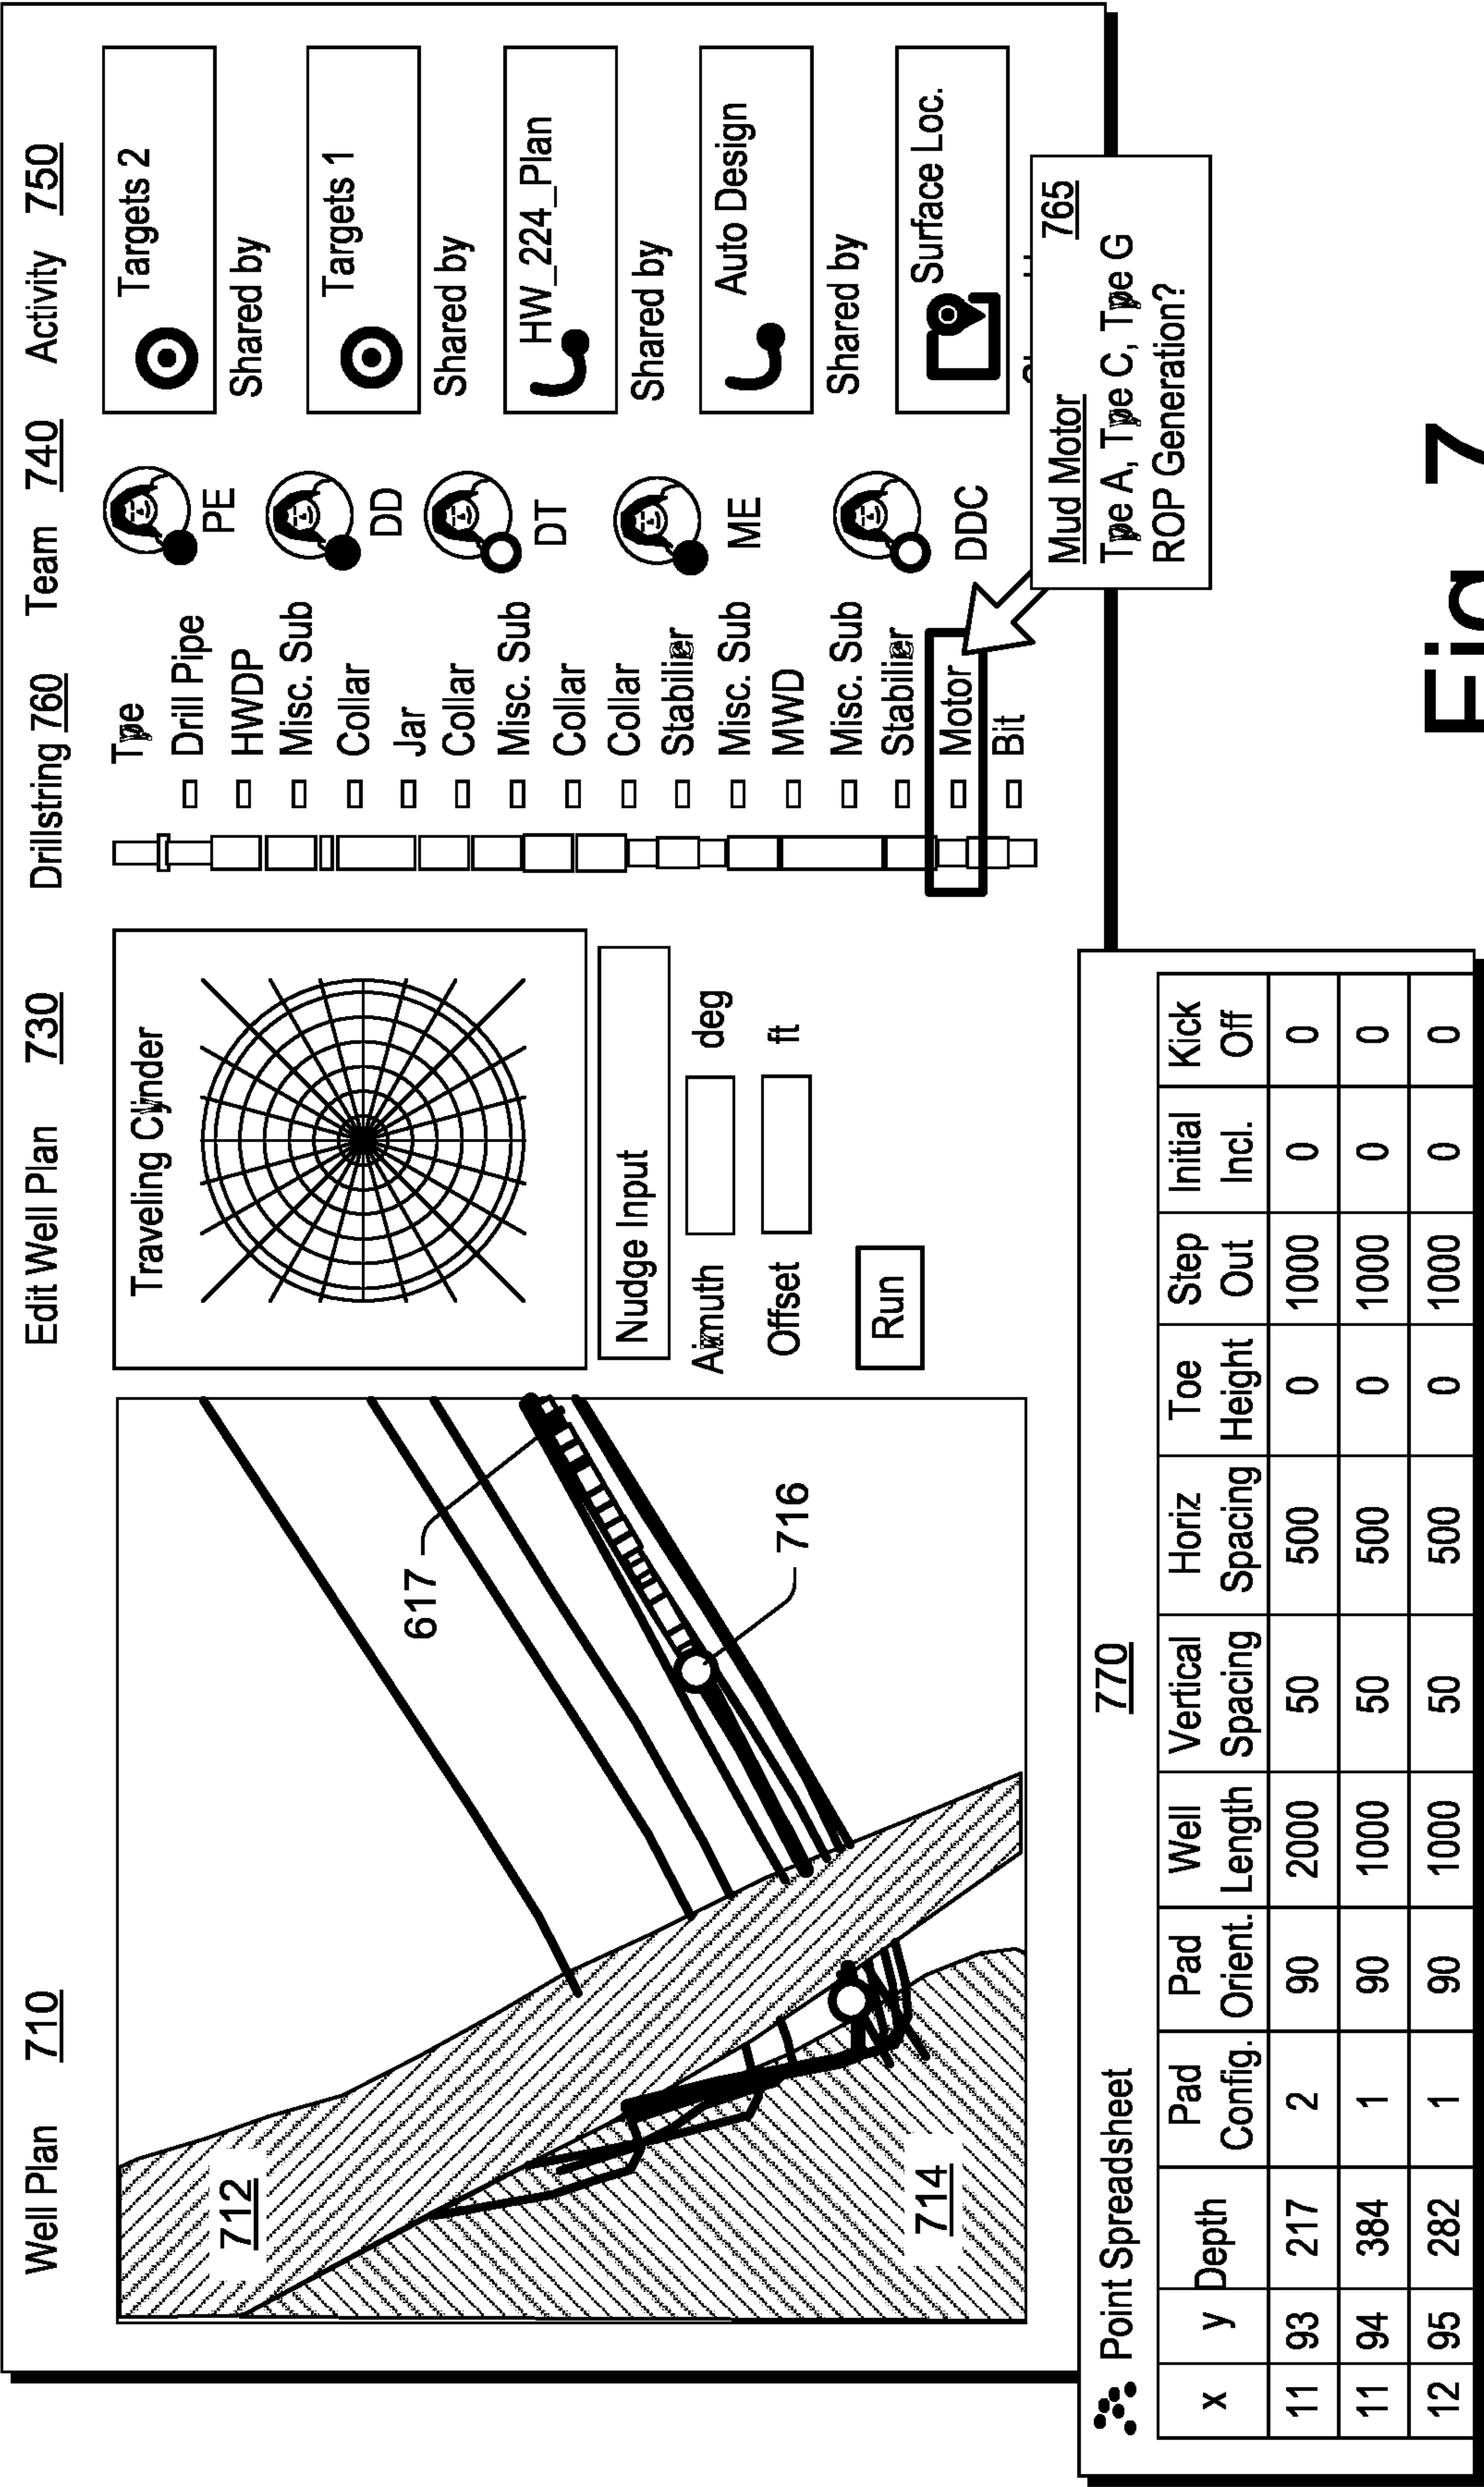 Well Plan 710
Edit Well Plan 730
Drillstring 760
Team 740
Activity 750
712
714
617
716
Traveling Cylinder
Nudge Input
Azimuth deg
Offset ft
Run
Type
Drill Pipe
HWDP
Misc. Sub
Collar
Jar
Collar
Misc. Sub
Collar
Collar
Stabilizer
Misc. Sub
MWD
Misc. Sub
Stabilizer
Motor
Bit
PE
DD
DT
ME
DDC
Targets 2
Shared by
Targets 1
Shared by
HW_224_Plan
Shared by
Auto Design
Shared by
Surface Loc.
Mud Motor 765
Type A, Type C, Type G
ROP Generation?
Point Spreadsheet 770
x y Depth Pad Config. Pad Orient. Well Length Vertical Spacing Horiz Spacing Toe Height Step Out Initial Incl. Kick Off
11 93 217 2 90 2000 50 500 0 1000 0 0
11 94 384 1 90 1000 50 500 0 1000 0 0
12 95 282 1 90 1000 50 500 0 1000 0 0
Fig. 7